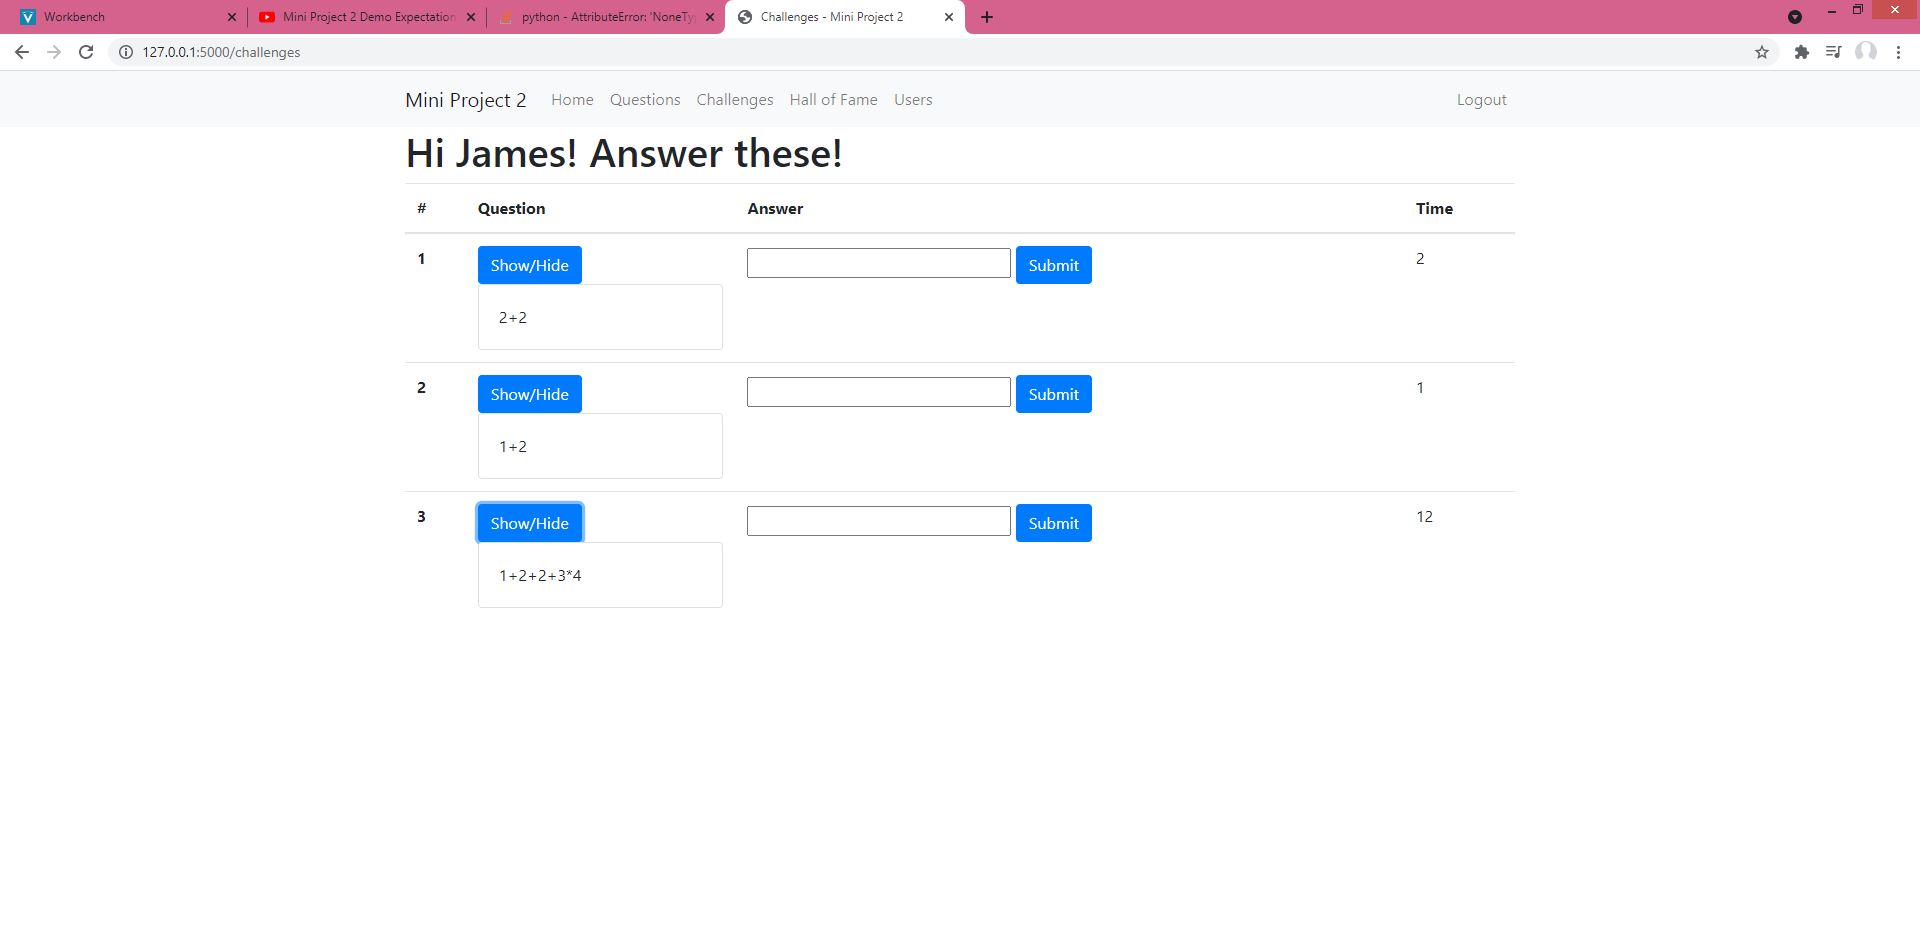 Workbench
Mini Project 2 Demo Expectation
python - AttributeError: 'NoneTy
Challenges - Mini Project 2
127.0.0.1:5000/challenges
Mini Project 2 Home Questions Challenges Hall of Fame Users Logout
Hi James! Answer these!
# Question Answer Time
1 Show/Hide Submit 2
2+2
2 Show/Hide Submit 1
1+2
3 Show/Hide Submit 12
1+2+2+3*4